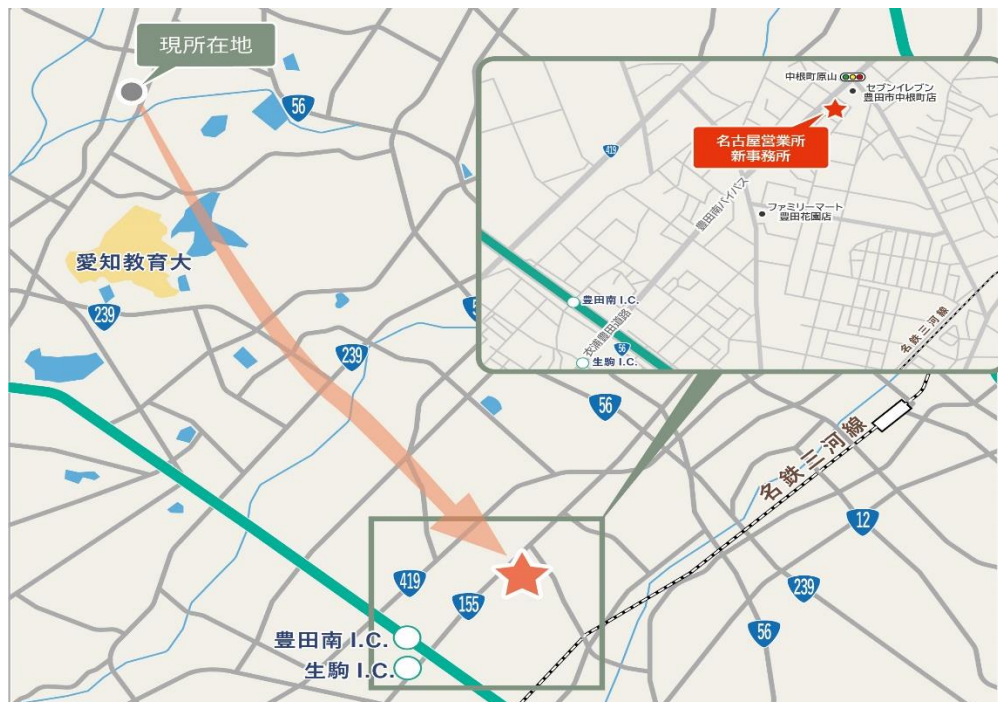 現所在地
56
中根町原山
セブンイレブン
豊田市中根町店
名古屋営業所
新事務所
419
豊田南バイパス
ファミリーマート
豊田花園店
愛知教育大
239
豊田南 I.C.
衣浦豊田道路
56
生駒 I.C.
名鉄三河線
239
56
名鉄三河線
12
419
155
239
56
豊田南 I.C.
生駒 I.C.